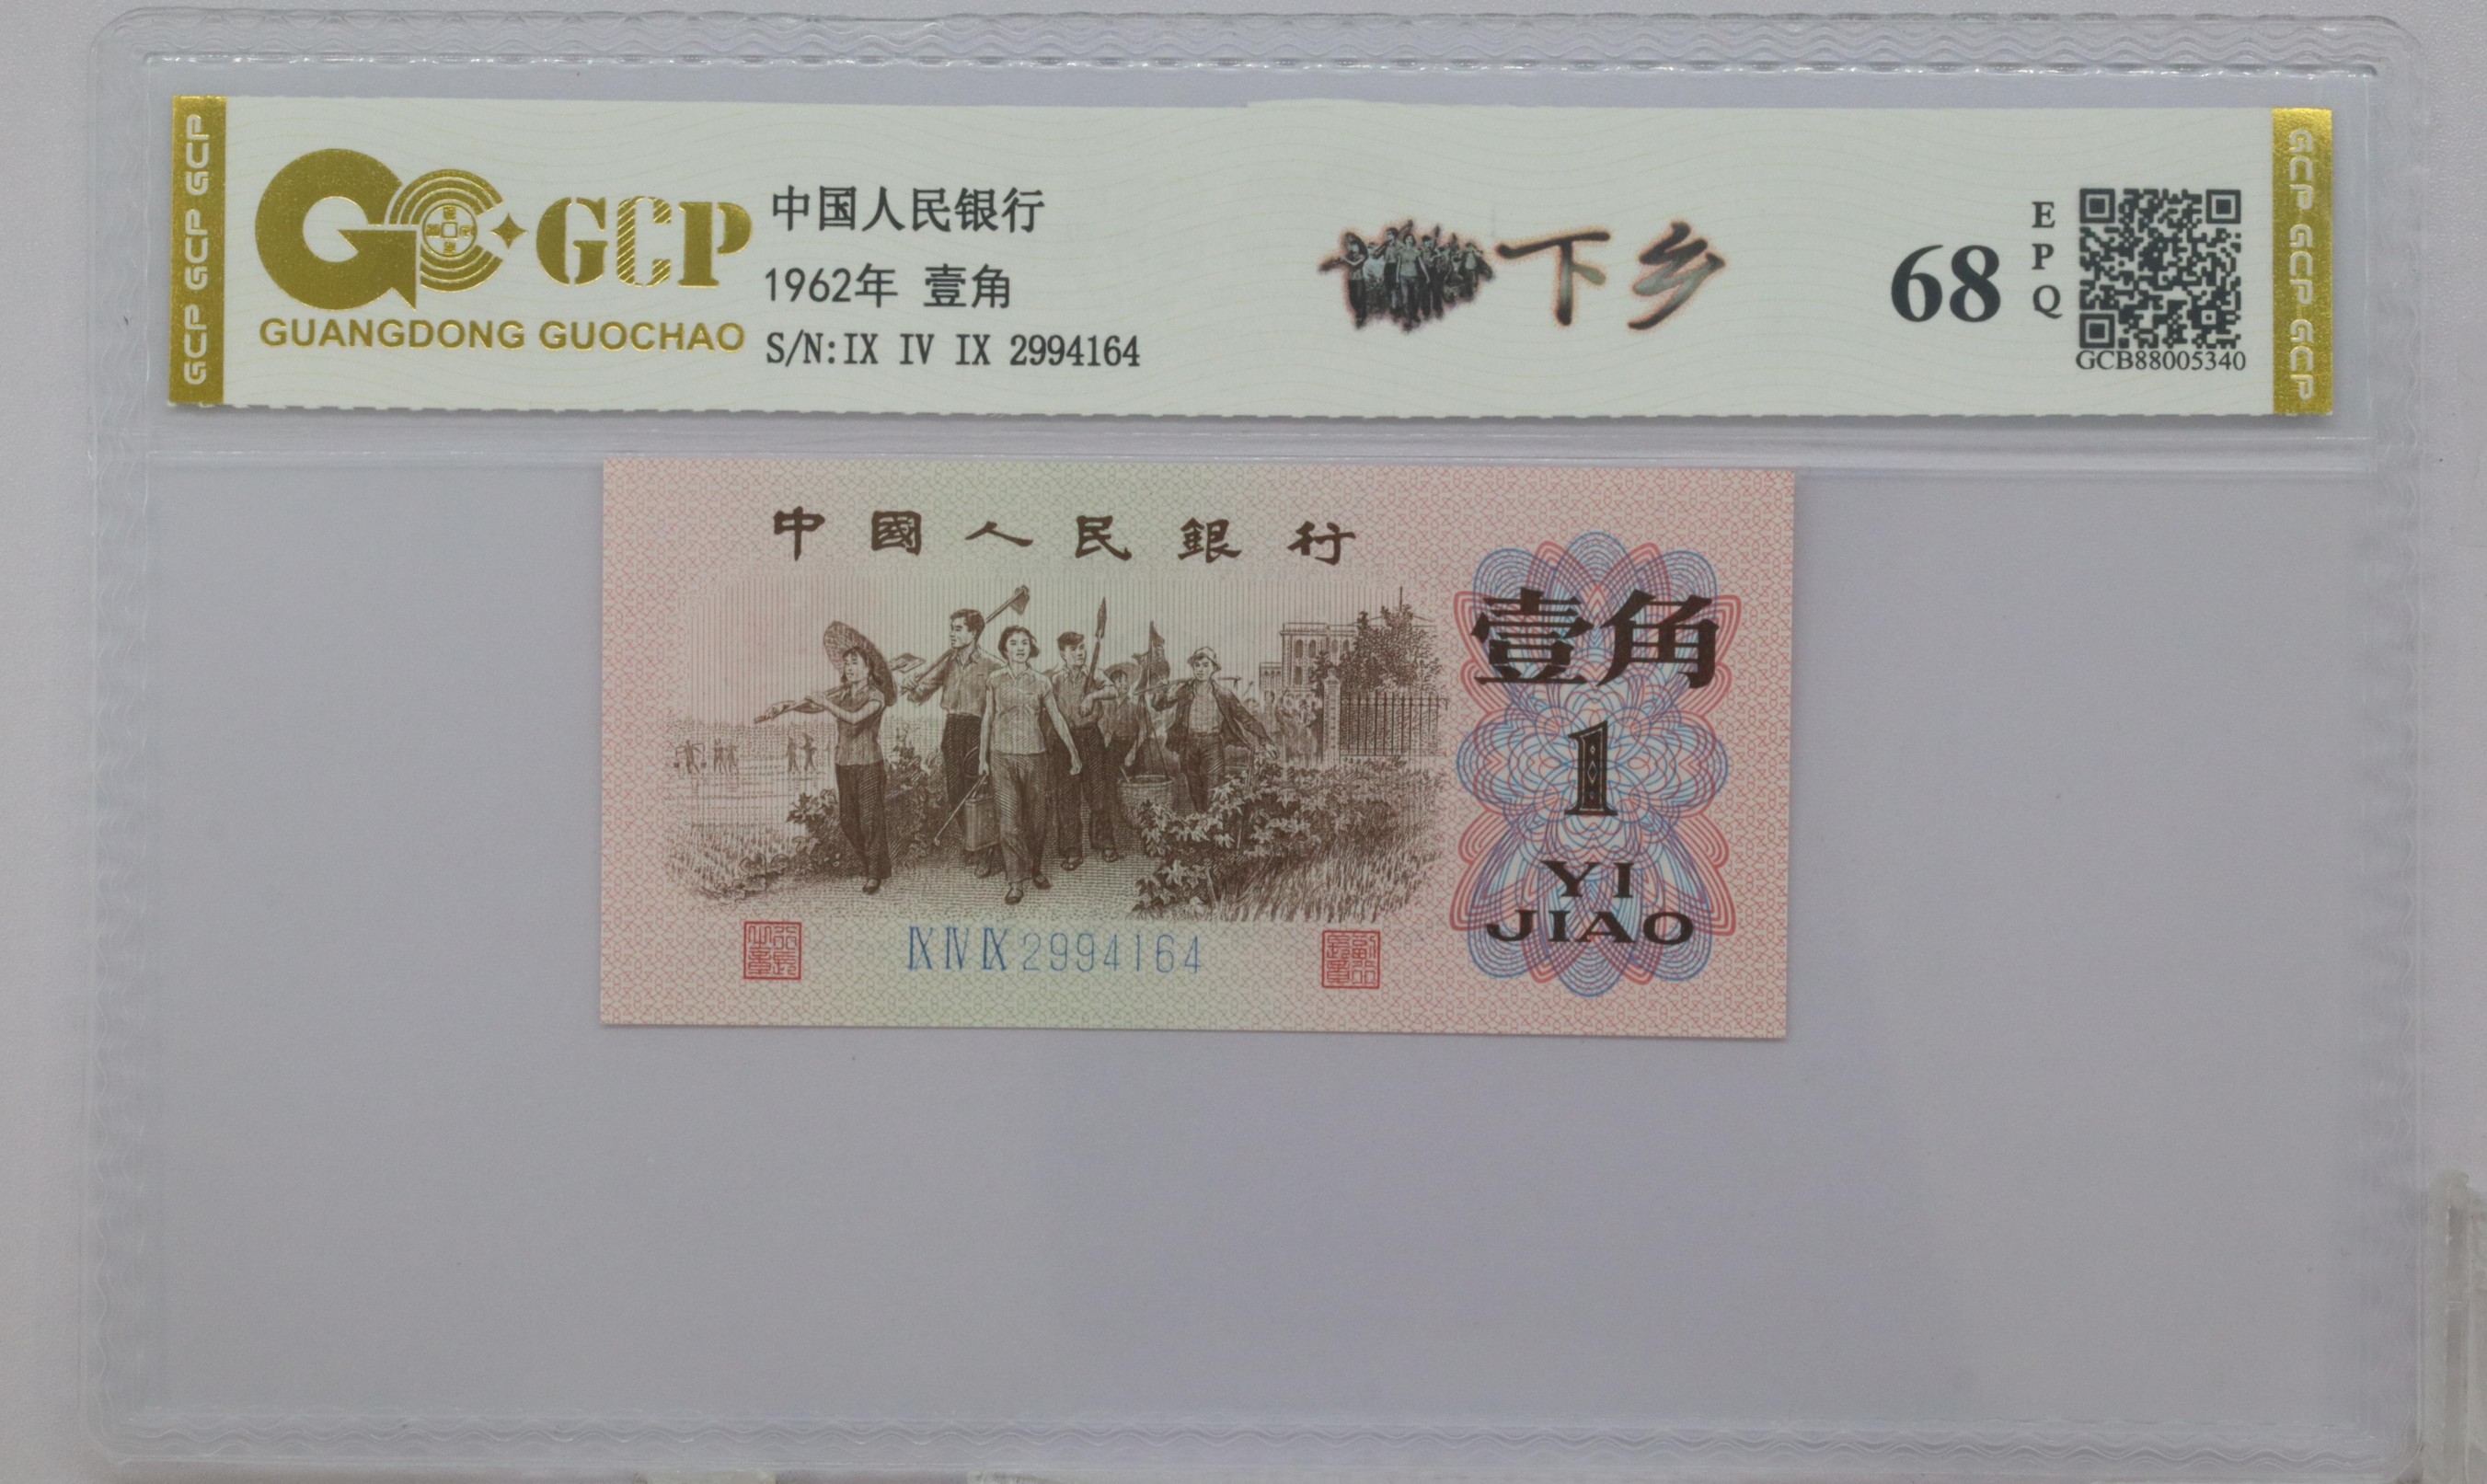 GCP GCP GCP
GCP
GUANGDONG GUOCHAO
中国人民银行
1962年 壹角
S/N:IX IV IX 2994164
下乡
68
EPQ
GCB88005340
GCP GCP GCP
中國人民銀行
壹角
1
YI
JIAO
IX IV IX 2994164